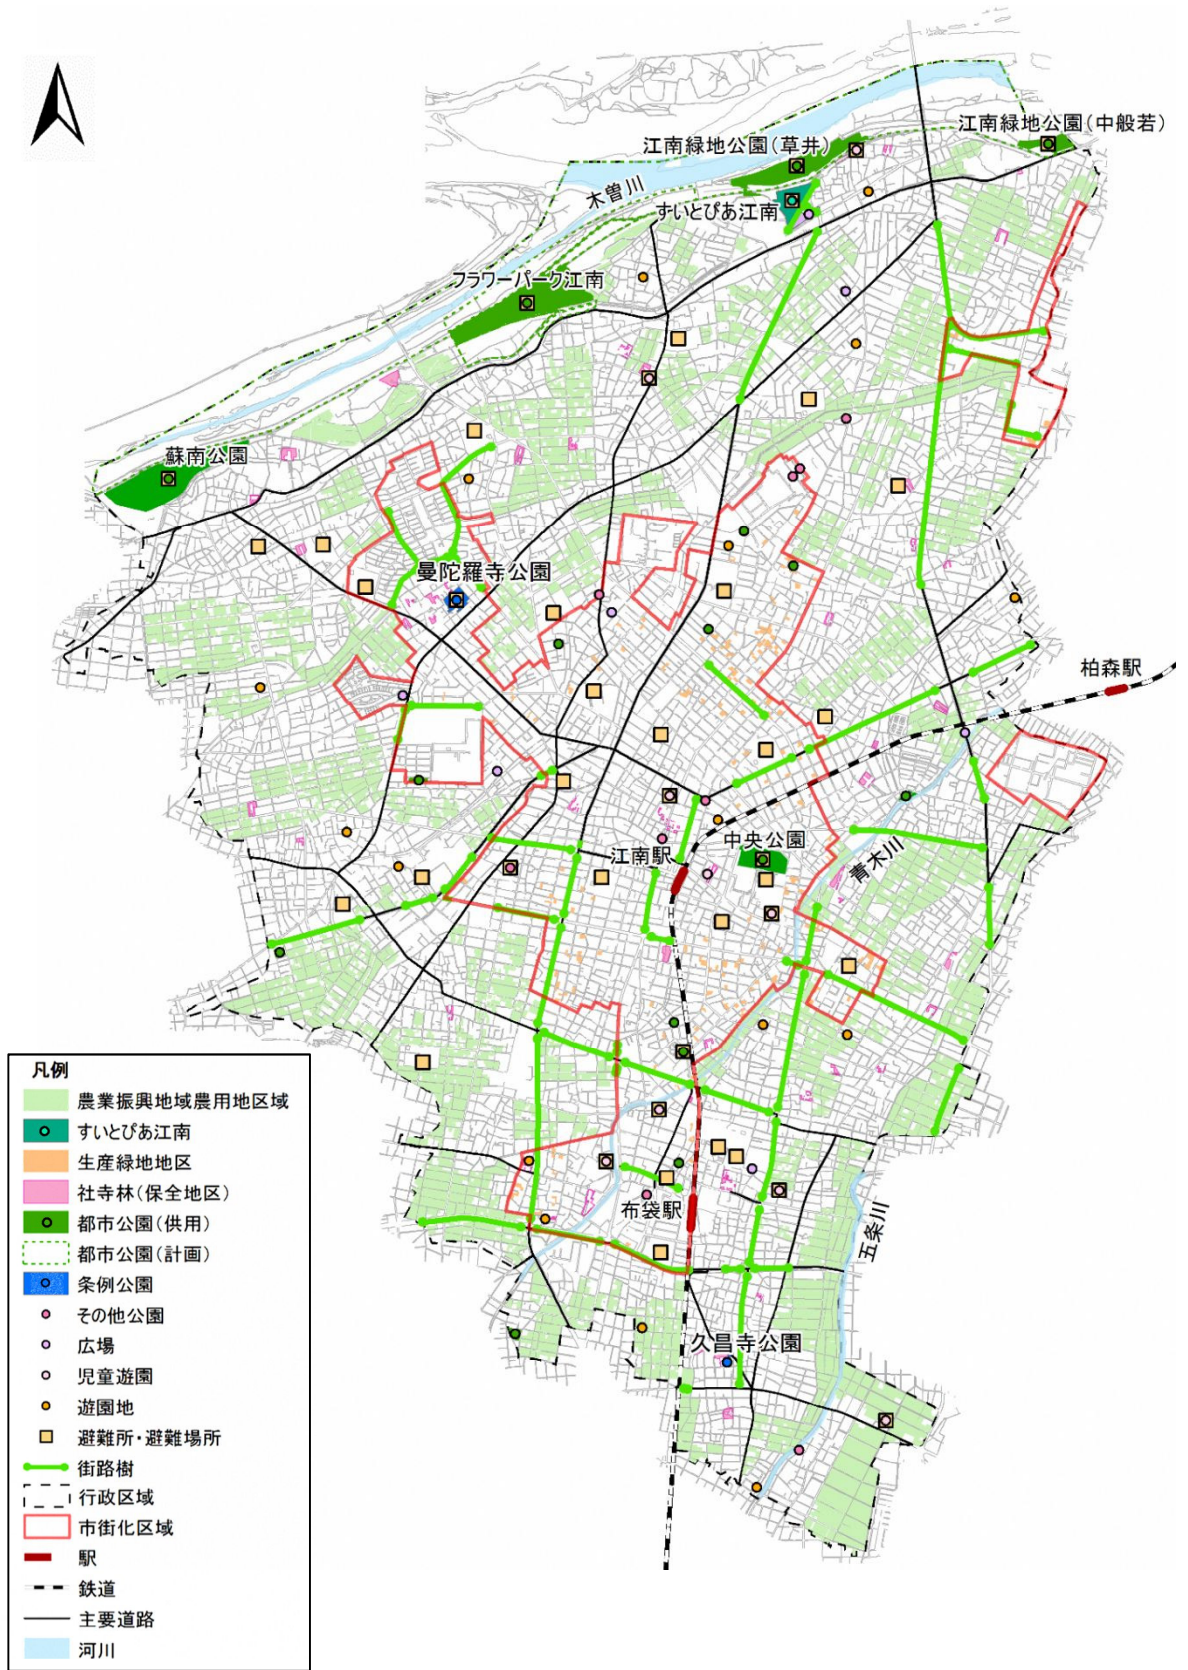 江南緑地公園(中般若)
江南緑地公園(草井)
木曽川
すいとぴあ江南
フラワーパーク江南
蘇南公園
曼陀羅寺公園
柏森駅
江南駅
中央公園
青木川
布袋駅
五条川
久昌寺公園
凡例
農業振興地域農用地区域
すいとぴあ江南
生産緑地地区
社寺林(保全地区)
都市公園(供用)
都市公園(計画)
条例公園
その他公園
広場
児童遊園
遊園地
避難所・避難場所
街路樹
行政区域
市街化区域
駅
鉄道
主要道路
河川